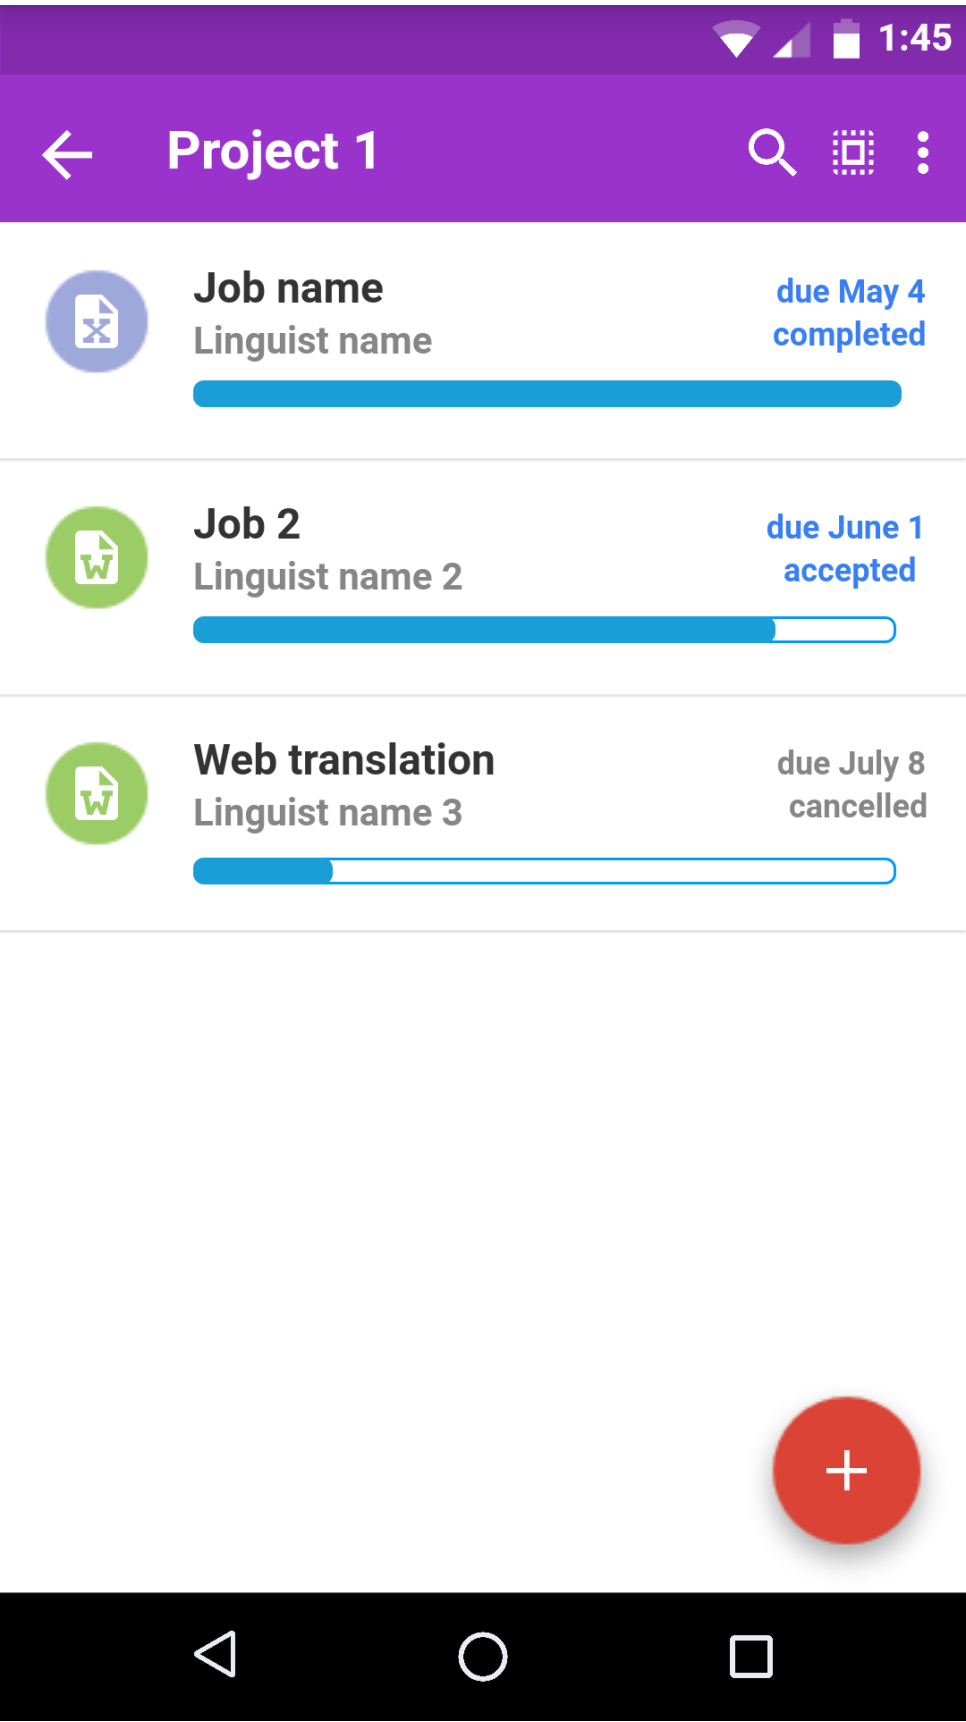 1:45
Project 1
Job name
due May 4
Linguist name
completed
Job 2
due June 1
Linguist name 2
accepted
Web translation
due July 8
Linguist name 3
cancelled